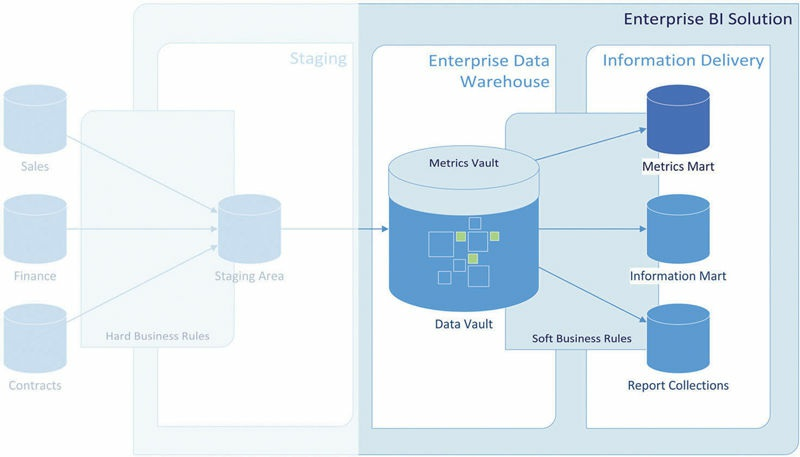 Enterprise BI Solution
Staging
Enterprise Data
Warehouse
Information Delivery
Sales
Finance
Contracts
Hard Business Rules
Staging Area
Metrics Vault
Data Vault
Soft Business Rules
Metrics Mart
Information Mart
Report Collections